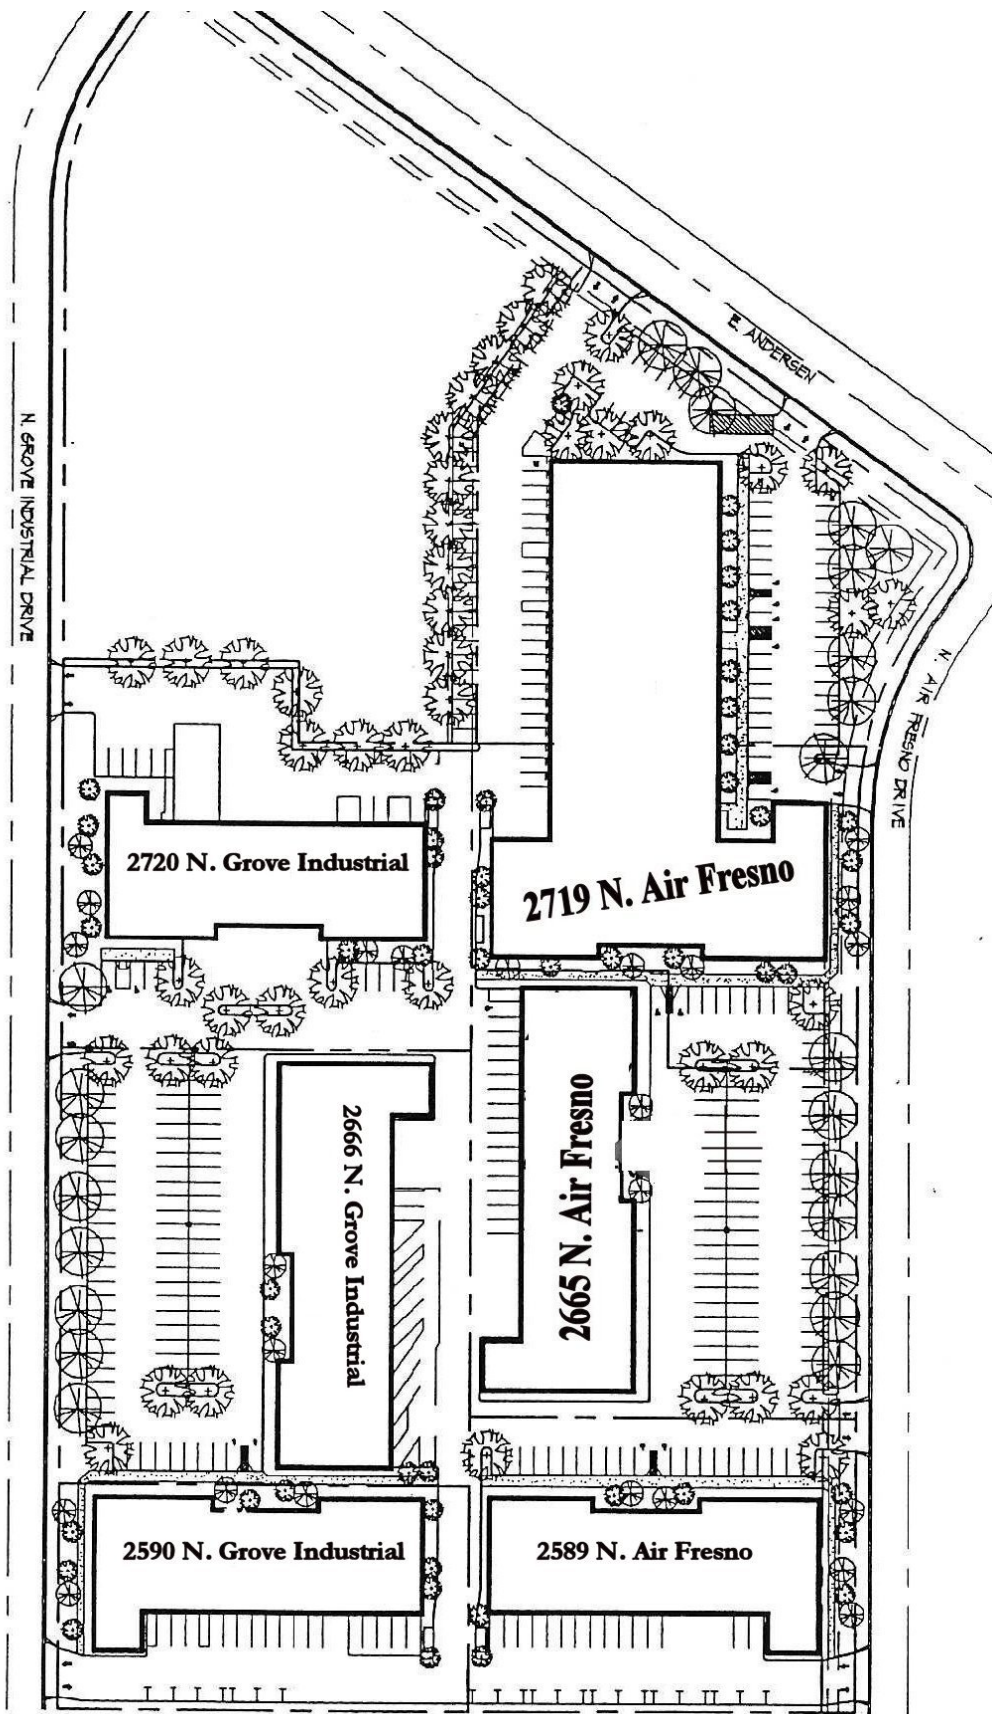 E. ANDERSEN
N. GROVE INDUSTRIAL DRIVE
N. AIR FRESNO DRIVE
2720 N. Grove Industrial
2719 N. Air Fresno
2666 N. Grove Industrial
2665 N. Air Fresno
2590 N. Grove Industrial
2589 N. Air Fresno